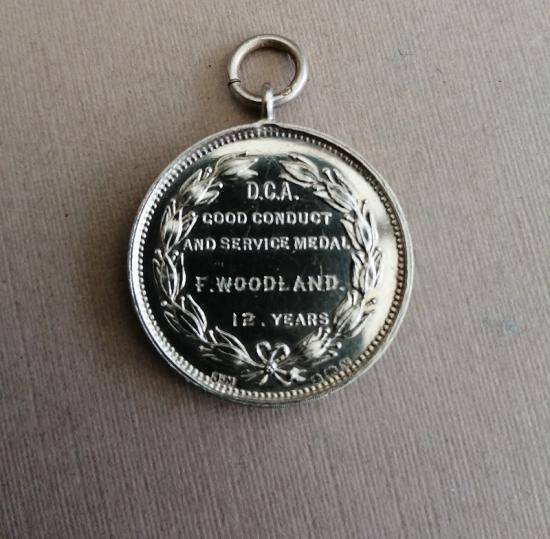 D.C.A.
GOOD CONDUCT
AND SERVICE MEDAL
F. WOODLAND.
12. YEARS